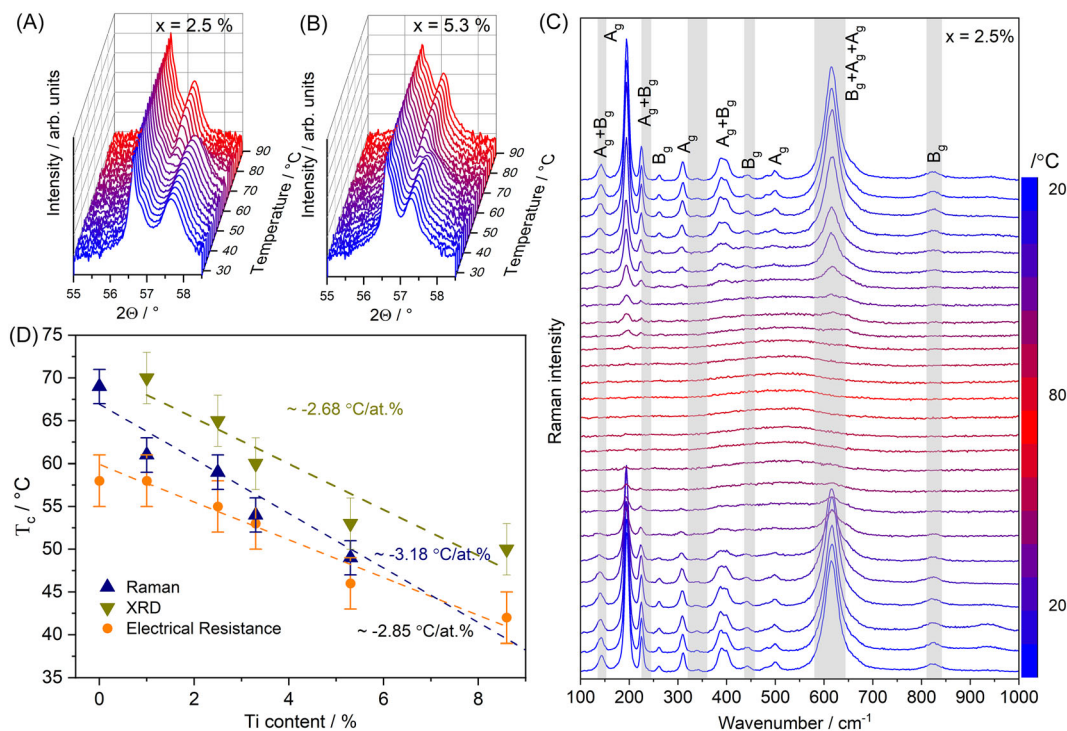 (A)
x = 2.5 %
Intensity / arb. units
90
80
70
60
50
40
30
Temperature / °C
55 56 57 58
2Θ / °
(B)
x = 5.3 %
Intensity / arb. units
90
80
70
60
50
40
30
Temperature / °C
55 56 57 58
2Θ / °
(C)
x = 2.5%
Ag+Bg
Ag
Ag+Bg
Bg
Ag
Ag+Bg
Bg
Ag
Bg+Ag+Ag
Bg
/°C
20
80
20
Raman intensity
100 200 300 400 500 600 700 800 900 1000
Wavenumber / cm-1
(D)
75
70
65
60
55
50
45
40
35
Tc / °C
~ -2.68 °C/at.%
~ -3.18 °C/at.%
~ -2.85 °C/at.%
Raman
XRD
Electrical Resistance
0 2 4 6 8
Ti content / %